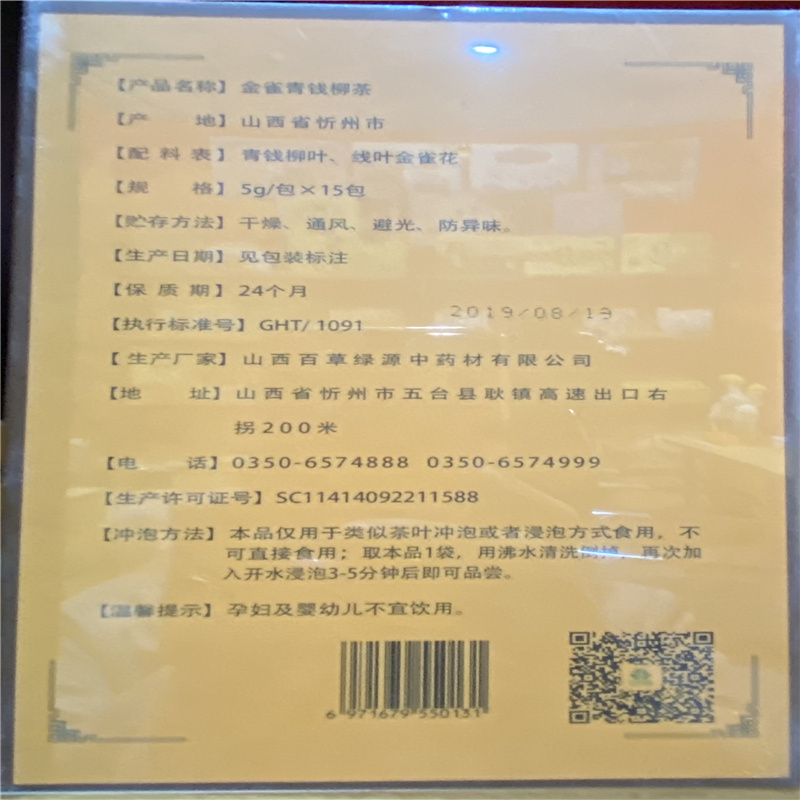 【产品名称】金雀青钱柳茶
【产 地】山西省忻州市
【配料表】青钱柳叶、线叶金雀花
【规 格】5g/包×15包
【贮存方法】干燥、通风、避光、防异味。
【生产日期】见包装标注
【保质期】24个月
2019/08/19
【执行标准号】GHT/1091
【生产厂家】山西百草绿源中药材有限公司
【地 址】山西省忻州市五台县耿镇高速出口右
拐200米
【电 话】0350-6574888 0350-6574999
【生产许可证号】SC11414092211588
【冲泡方法】本品仅用于类似茶叶冲泡或者浸泡方式食用，不
可直接食用；取本品1袋，用沸水清洗倒掉，再次加
入开水浸泡3-5分钟后即可品尝。
【温馨提示】孕妇及婴幼儿不宜饮用。
6 971679 550131